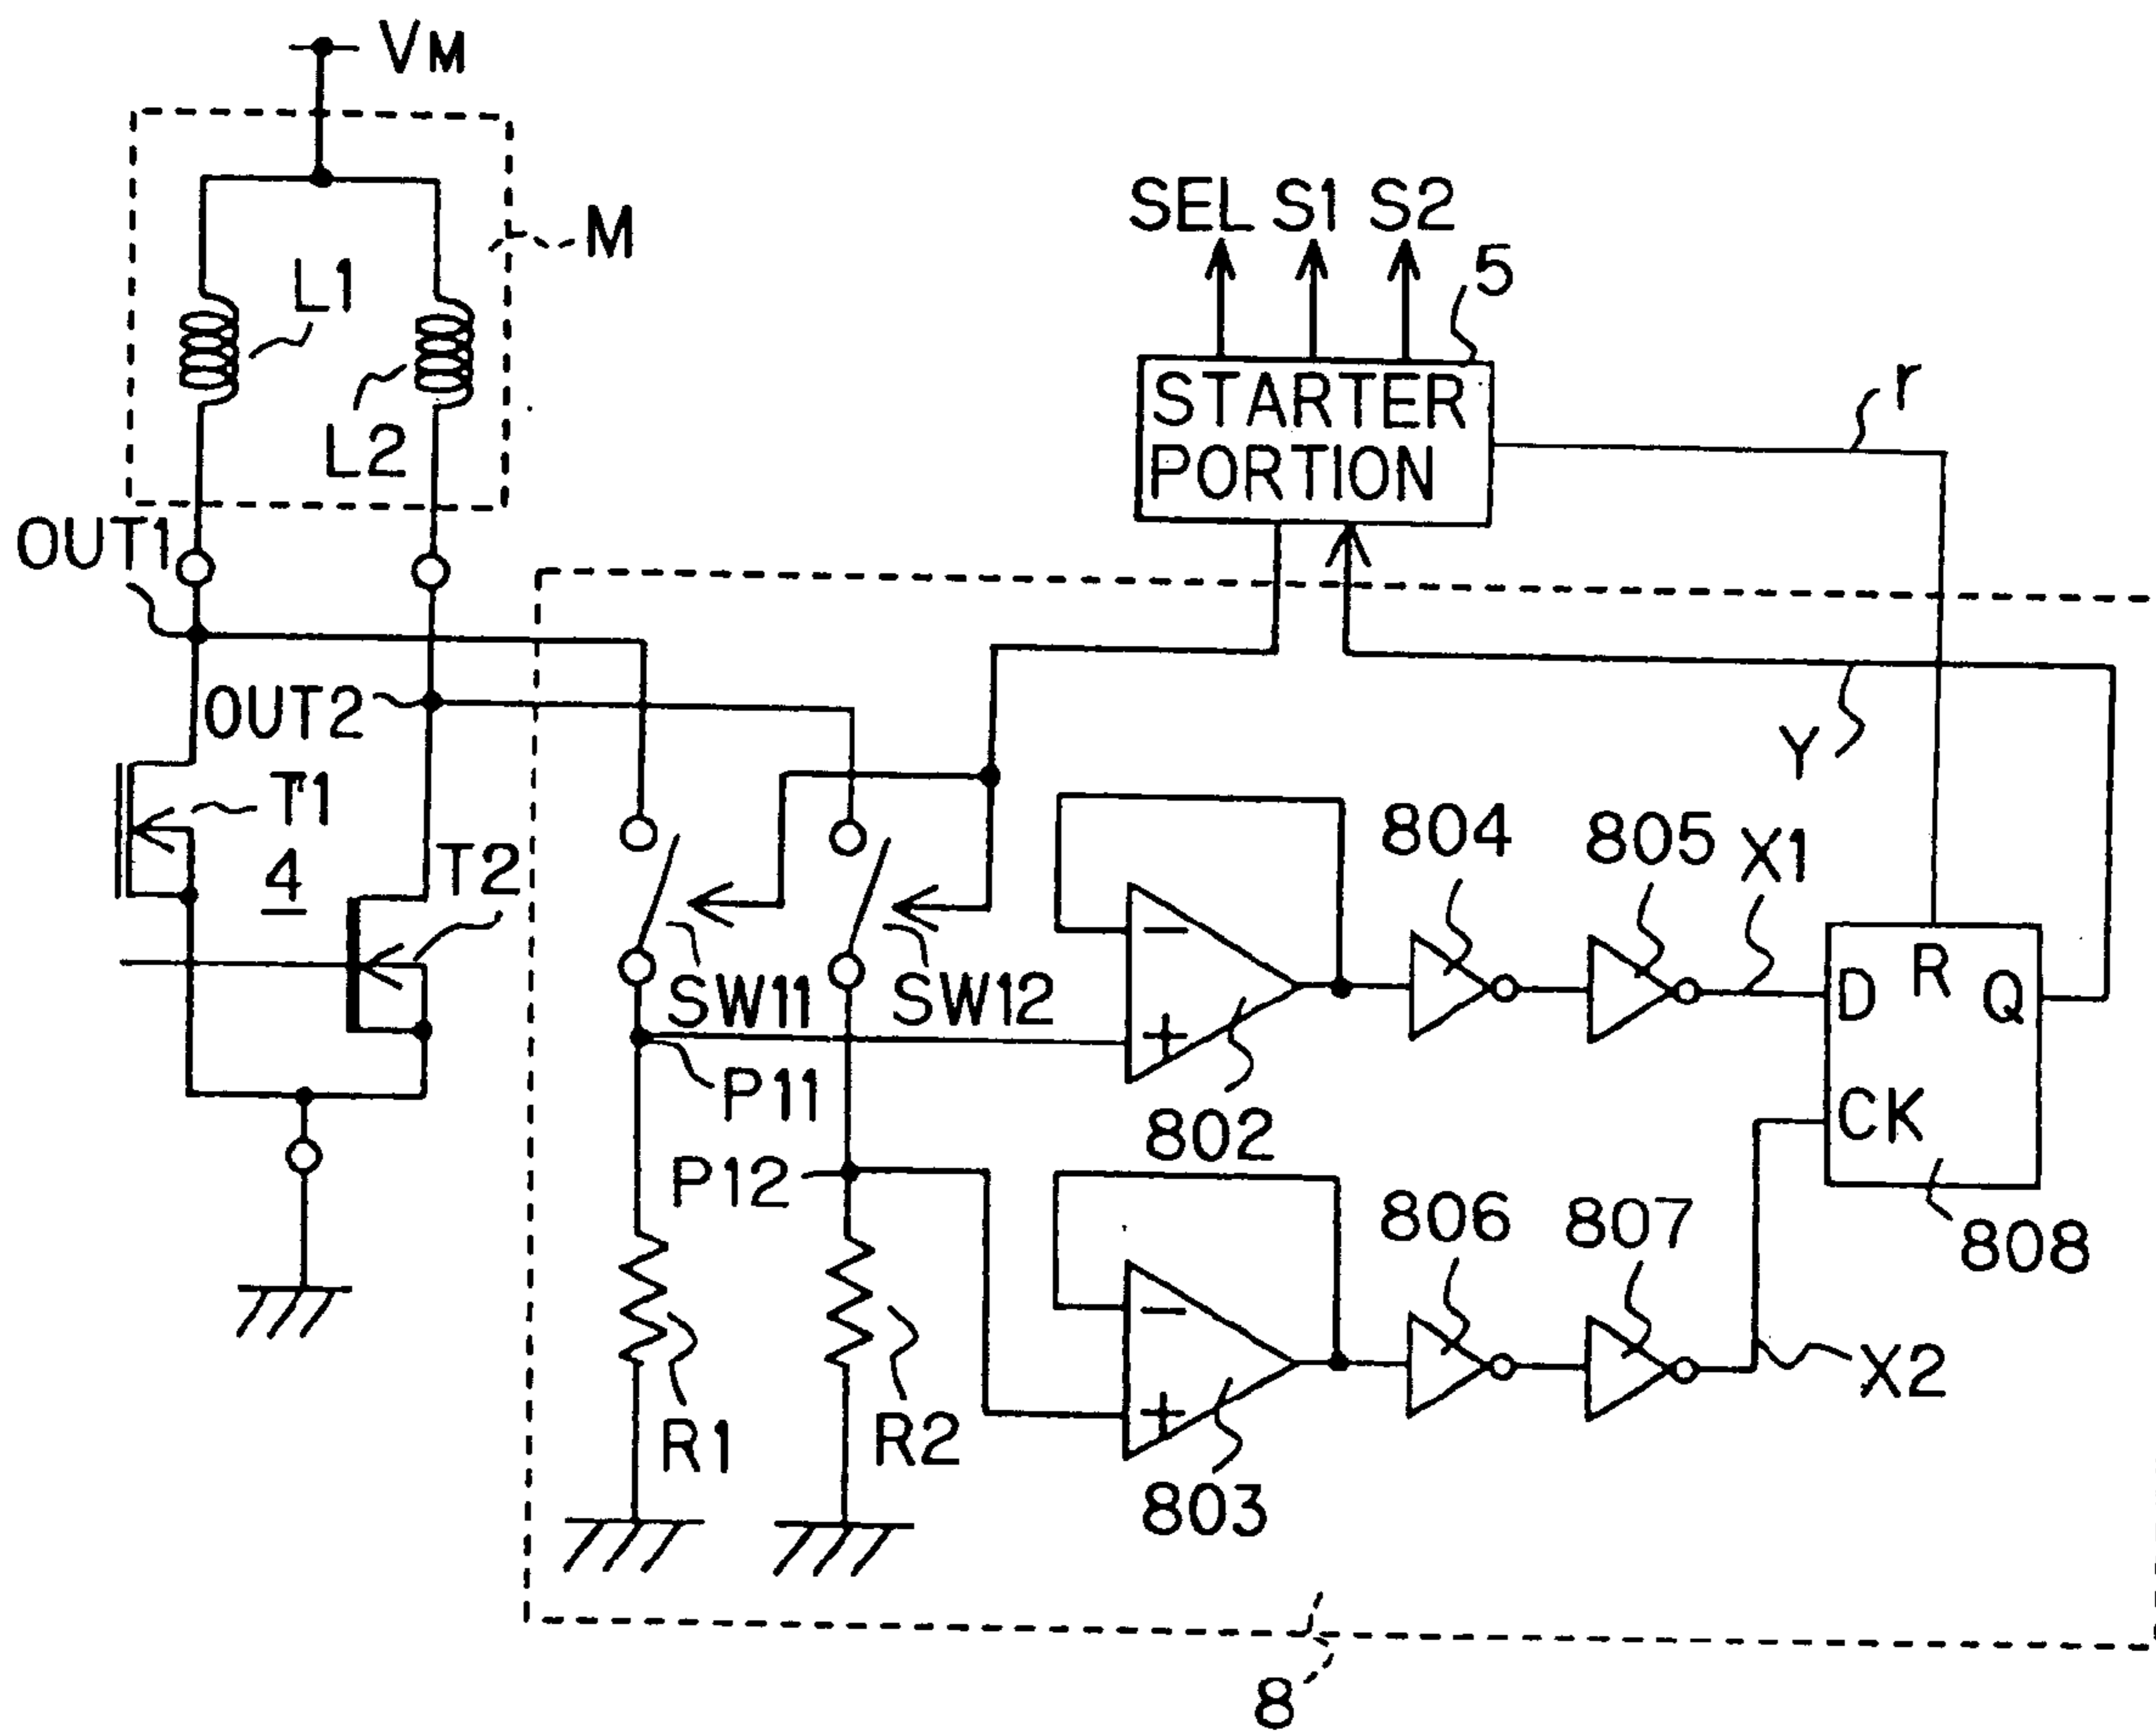 VM
M
L1
L2
SEL S1 S2
5
STARTER
PORTION
r
OUT1
OUT2
Y
T1
4
T2
804
805
X1
SW11
SW12
−
+
D
R
Q
CK
P11
802
P12
806
807
808
−
+
X2
R1
R2
803
8